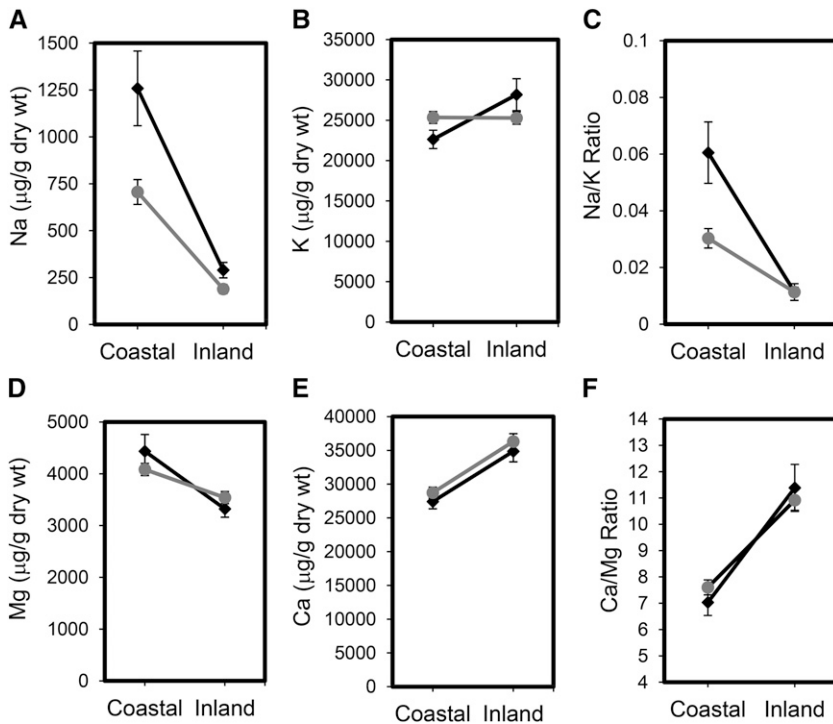 A
Na (μg/g dry wt)
1500
1250
1000
750
500
250
0
Coastal Inland
B
K (μg/g dry wt)
35000
30000
25000
20000
15000
10000
5000
0
Coastal Inland
C
Na/K Ratio
0.1
0.08
0.06
0.04
0.02
0
Coastal Inland
D
Mg (μg/g dry wt)
5000
4000
3000
2000
1000
0
Coastal Inland
E
Ca (μg/g dry wt)
40000
35000
30000
25000
20000
15000
10000
5000
0
Coastal Inland
F
Ca/Mg Ratio
14
13
12
11
10
9
8
7
6
5
4
Coastal Inland